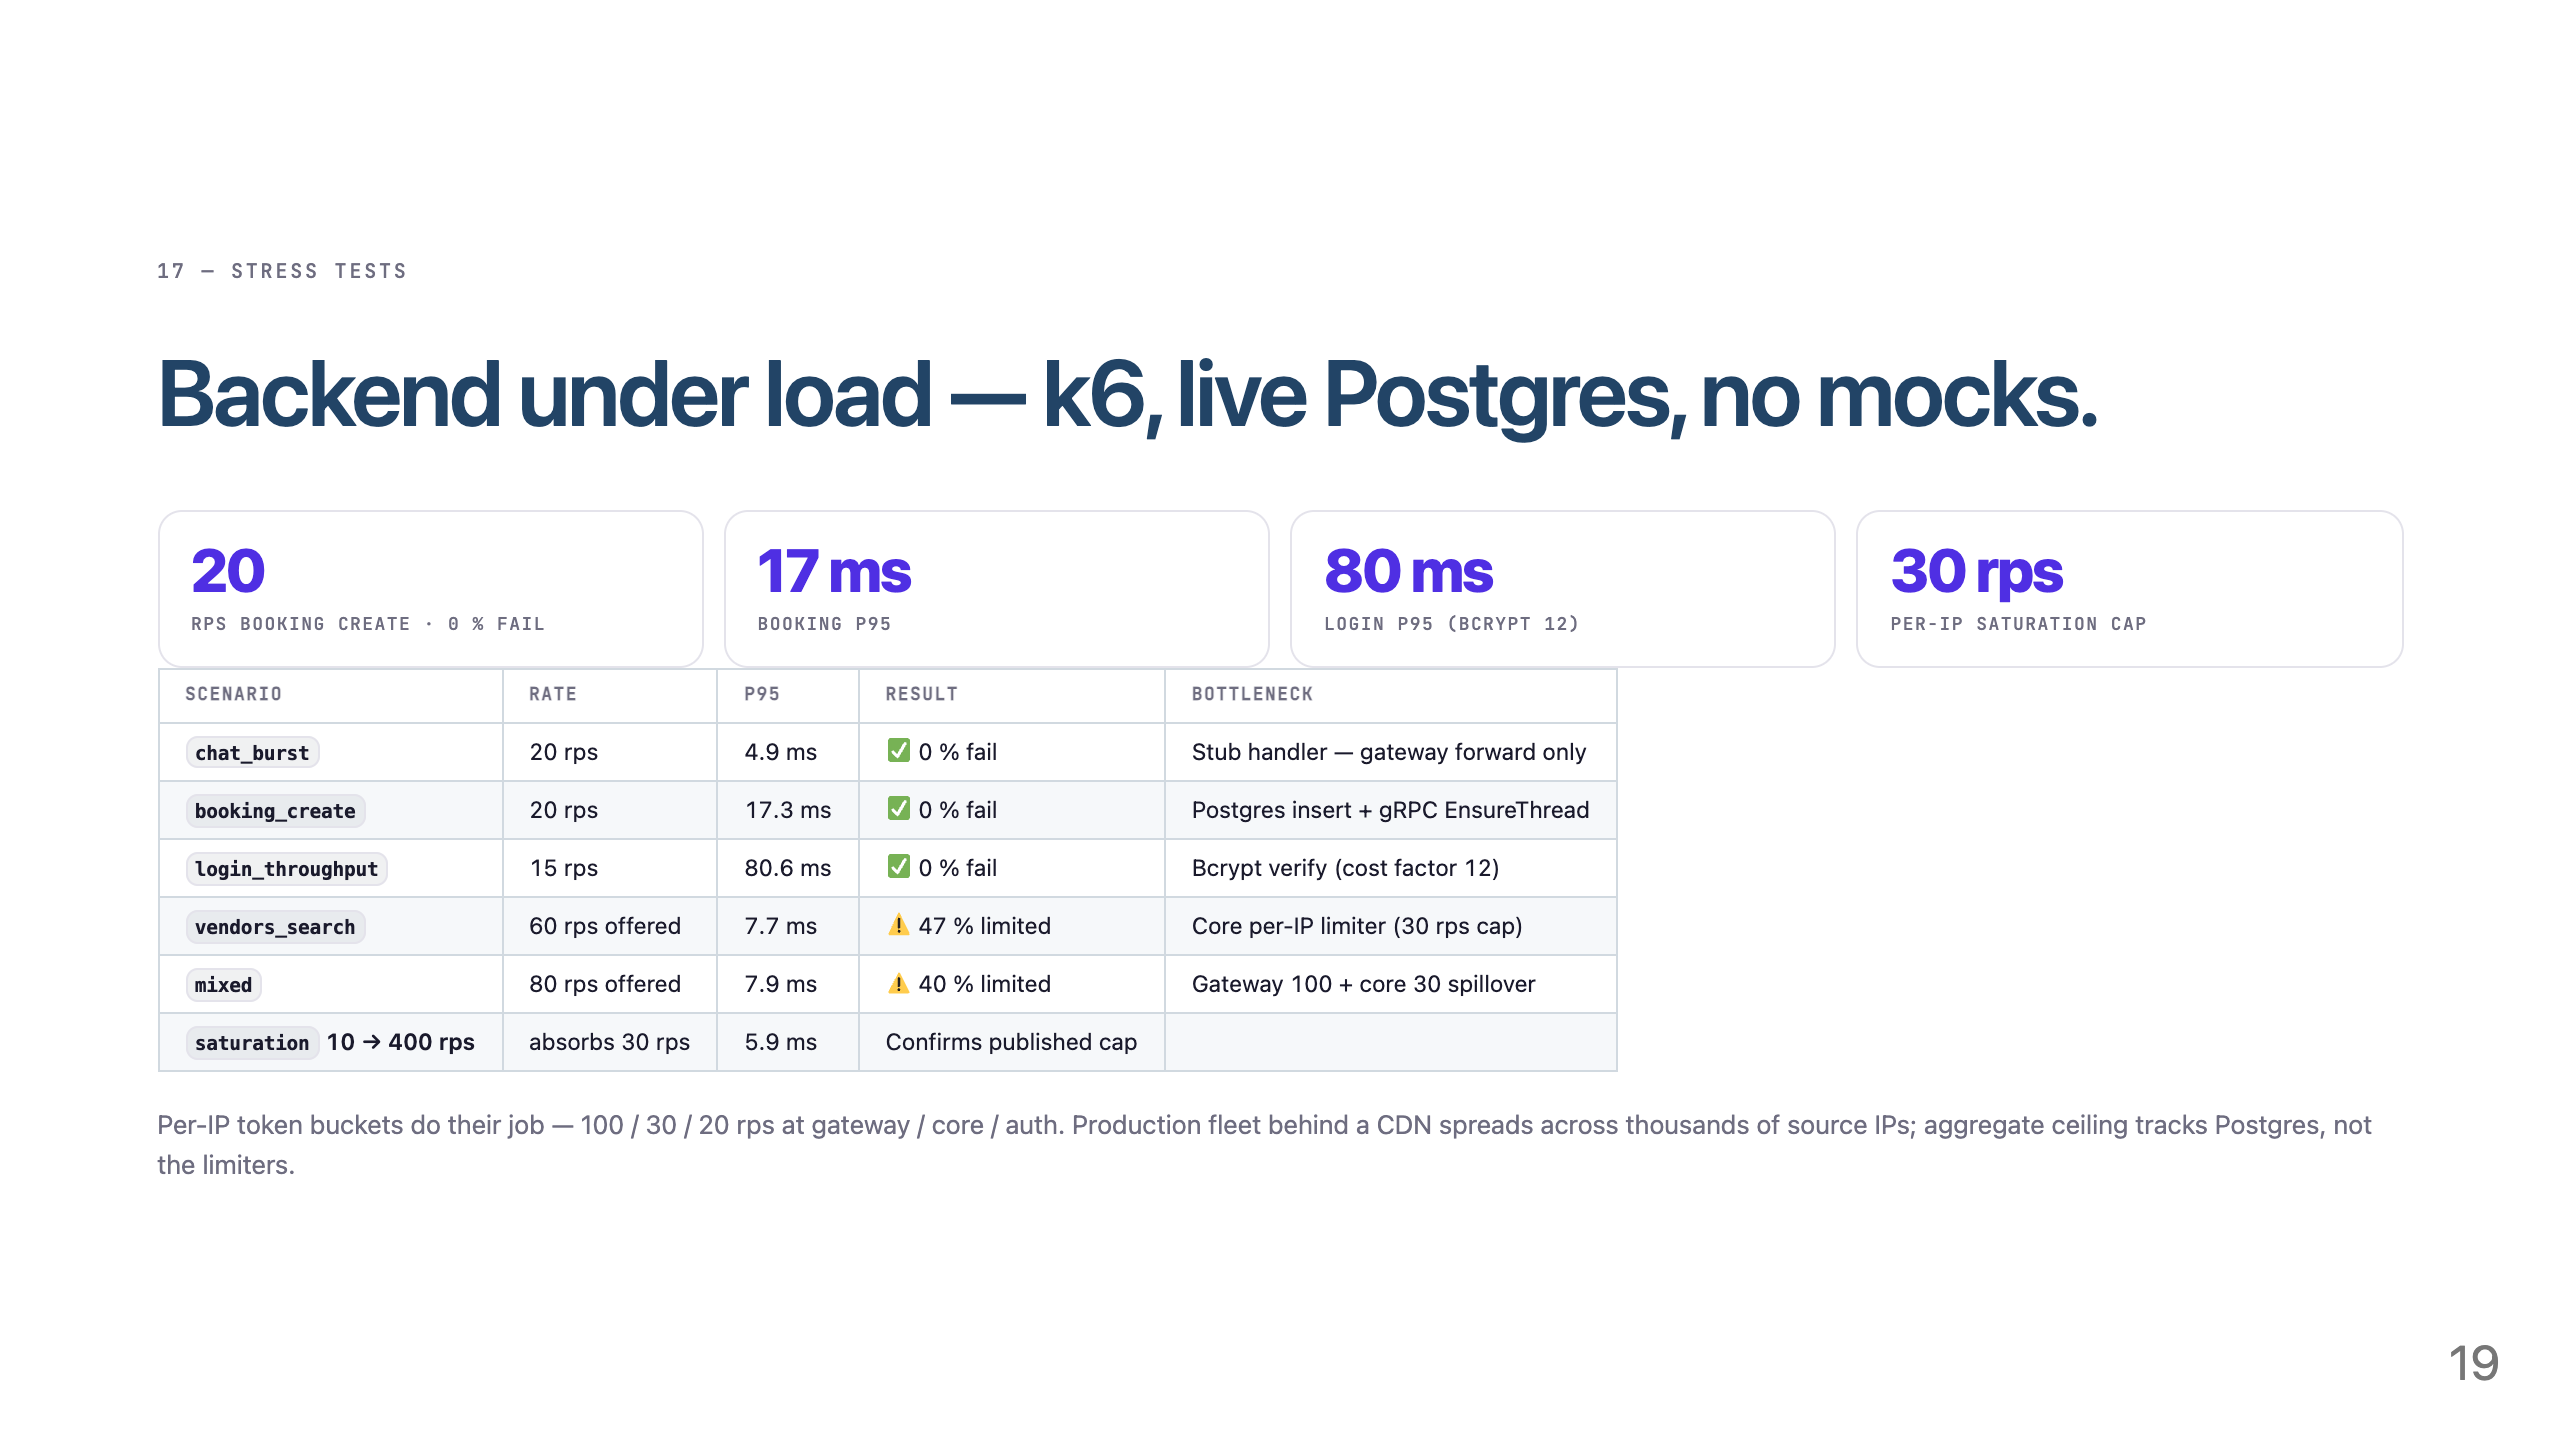 17 — STRESS TESTS
Backend under load — k6, live Postgres, no mocks.
20
RPS BOOKING CREATE · 0 % FAIL
17 ms
BOOKING P95
80 ms
LOGIN P95 (BCRYPT 12)
30 rps
PER-IP SATURATION CAP
SCENARIO RATE P95 RESULT BOTTLENECK
chat_burst 20 rps 4.9 ms ✅ 0 % fail Stub handler — gateway forward only
booking_create 20 rps 17.3 ms ✅ 0 % fail Postgres insert + gRPC EnsureThread
login_throughput 15 rps 80.6 ms ✅ 0 % fail Bcrypt verify (cost factor 12)
vendors_search 60 rps offered 7.7 ms ⚠️ 47 % limited Core per-IP limiter (30 rps cap)
mixed 80 rps offered 7.9 ms ⚠️ 40 % limited Gateway 100 + core 30 spillover
saturation 10 → 400 rps absorbs 30 rps 5.9 ms Confirms published cap
Per-IP token buckets do their job — 100 / 30 / 20 rps at gateway / core / auth. Production fleet behind a CDN spreads across thousands of source IPs; aggregate ceiling tracks Postgres, not
the limiters.
19